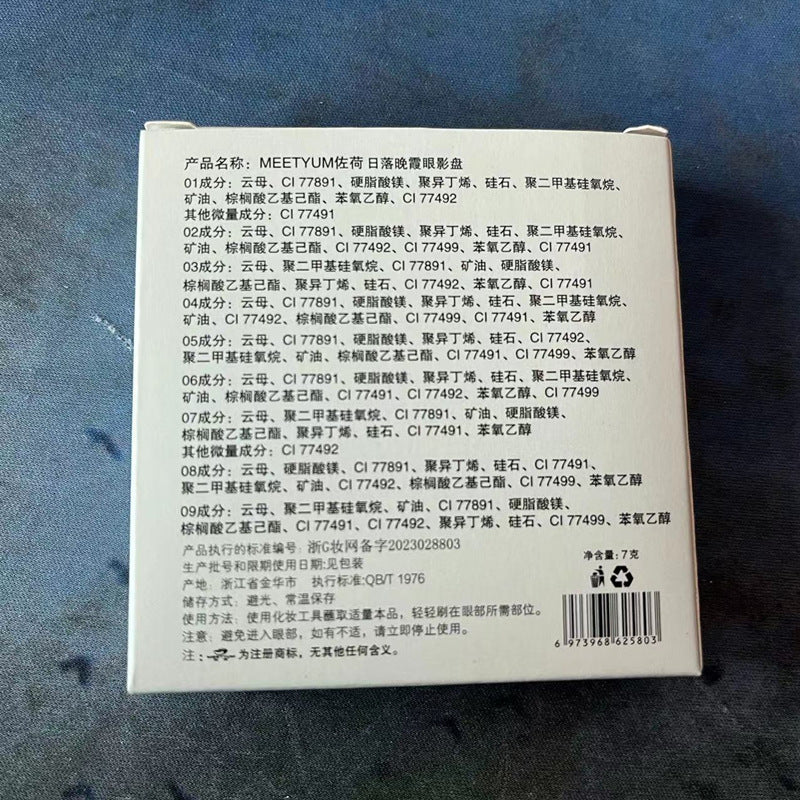 产品名称：MEETYUM佐荷 日落晚霞眼影盘
01成分：云母、CI 77891、硬脂酸镁、聚异丁烯、硅石、聚二甲基硅氧烷、
矿油、棕榈酸乙基己酯、苯氧乙醇、CI 77492
其他微量成分：CI 77491
02成分：云母、CI 77891、硬脂酸镁、聚异丁烯、硅石、聚二甲基硅氧烷、
矿油、棕榈酸乙基己酯、CI 77492、CI 77499、苯氧乙醇、CI 77491
03成分：云母、聚二甲基硅氧烷、CI 77891、矿油、硬脂酸镁、
棕榈酸乙基己酯、聚异丁烯、硅石、CI 77492、苯氧乙醇、CI 77491
04成分：云母、CI 77891、硬脂酸镁、聚异丁烯、硅石、聚二甲基硅氧烷、
矿油、CI 77492、棕榈酸乙基己酯、CI 77499、CI 77491、苯氧乙醇
05成分：云母、CI 77891、硬脂酸镁、聚异丁烯、硅石、CI 77492、
聚二甲基硅氧烷、矿油、棕榈酸乙基己酯、CI 77491、CI 77499、苯氧乙醇
06成分：云母、CI 77891、硬脂酸镁、聚异丁烯、硅石、聚二甲基硅氧烷、
矿油、棕榈酸乙基己酯、CI 77491、CI 77492、苯氧乙醇、CI 77499
07成分：云母、聚二甲基硅氧烷、CI 77891、矿油、硬脂酸镁、
棕榈酸乙基己酯、聚异丁烯、硅石、CI 77491、苯氧乙醇
其他微量成分：CI 77492
08成分：云母、硬脂酸镁、CI 77891、聚异丁烯、硅石、CI 77491、
聚二甲基硅氧烷、矿油、CI 77492、棕榈酸乙基己酯、CI 77499、苯氧乙醇
09成分：云母、聚二甲基硅氧烷、矿油、CI 77891、硬脂酸镁、
棕榈酸乙基己酯、CI 77491、CI 77492、聚异丁烯、硅石、CI 77499、苯氧乙醇
产品执行的标准编号：浙G妆网备字2023028803
生产批号和限期使用日期:见包装
产地：浙江省金华市 执行标准:QB/T 1976
储存方式：避光、常温保存
使用方法：使用化妆工具蘸取适量本品，轻轻刷在眼部所需部位。
注意：避免进入眼部，如有不适，请立即停止使用。
注：为注册商标，无其他任何含义。
净含量：7克
6 973968 625803